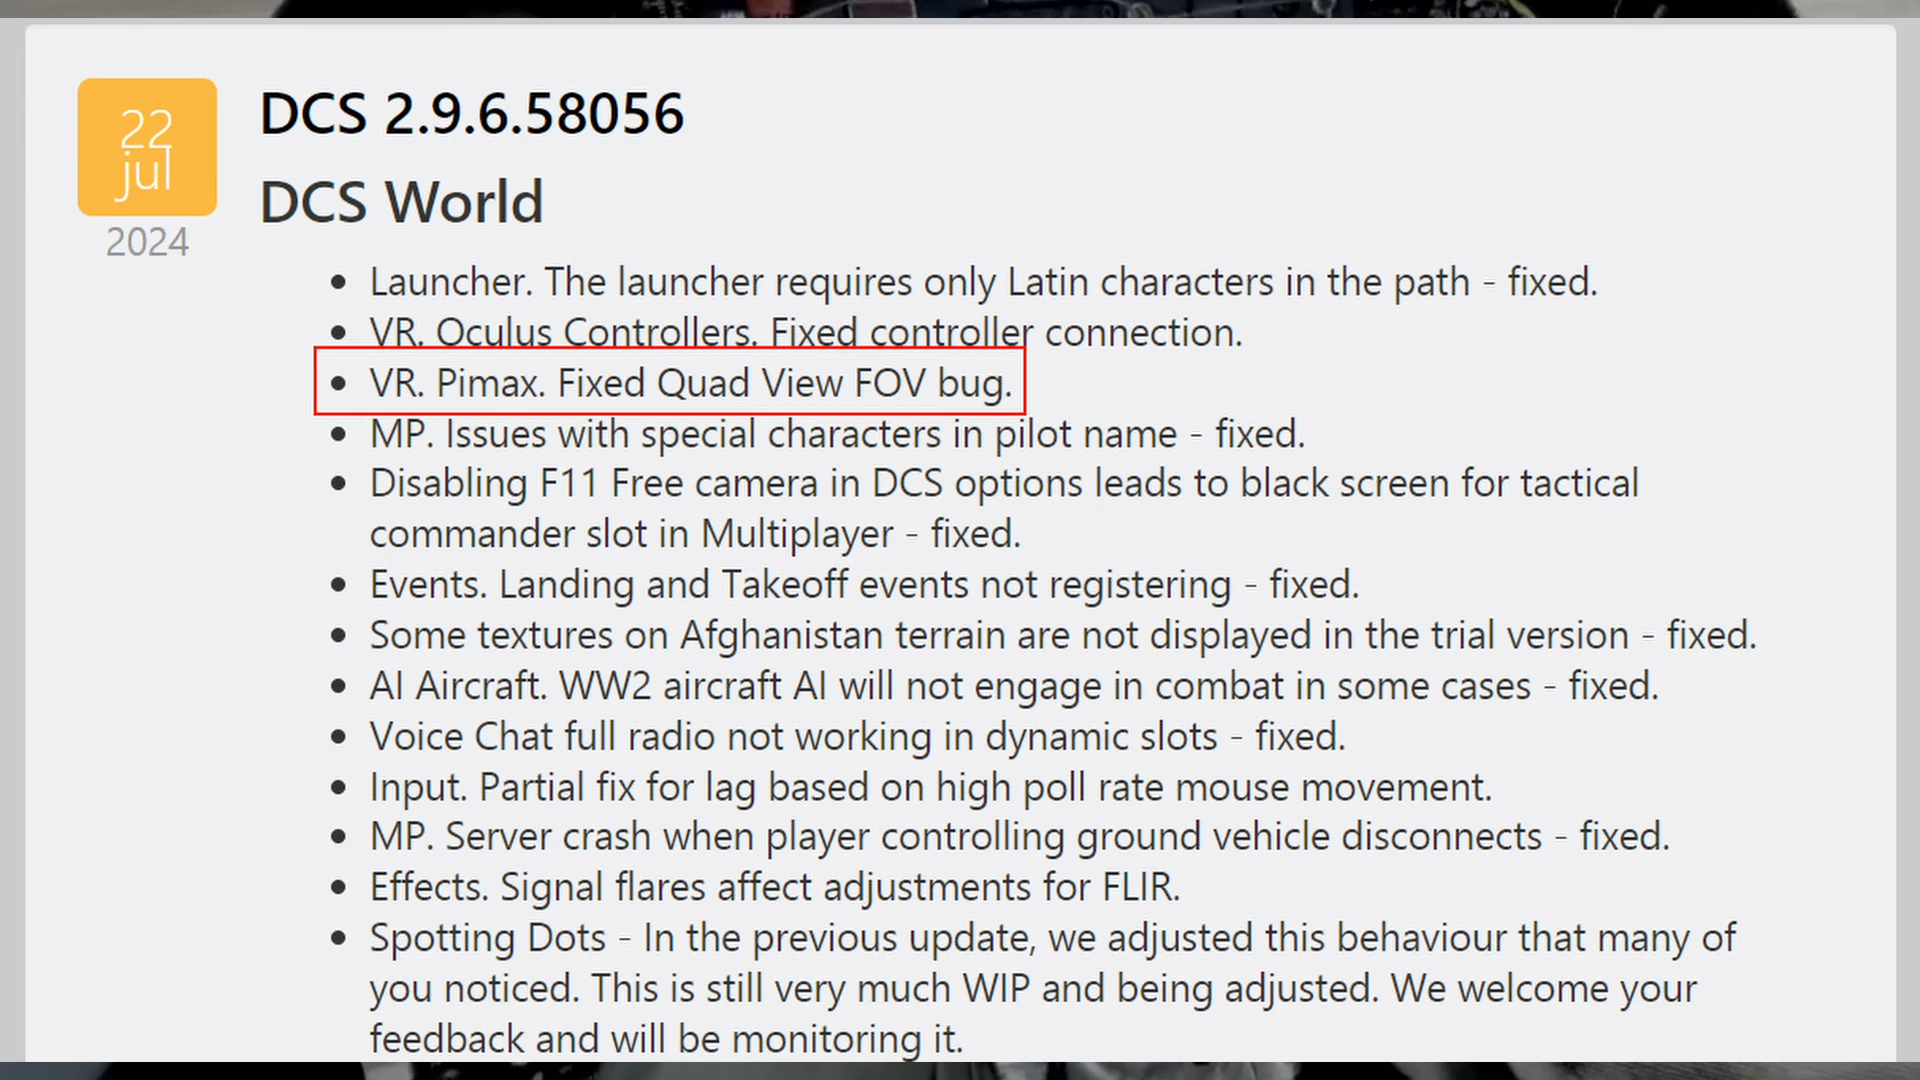 22
jul
2024
DCS 2.9.6.58056
DCS World
• Launcher. The launcher requires only Latin characters in the path - fixed.
• VR. Oculus Controllers. Fixed controller connection.
• VR. Pimax. Fixed Quad View FOV bug.
• MP. Issues with special characters in pilot name - fixed.
• Disabling F11 Free camera in DCS options leads to black screen for tactical
commander slot in Multiplayer - fixed.
• Events. Landing and Takeoff events not registering - fixed.
• Some textures on Afghanistan terrain are not displayed in the trial version - fixed.
• AI Aircraft. WW2 aircraft AI will not engage in combat in some cases - fixed.
• Voice Chat full radio not working in dynamic slots - fixed.
• Input. Partial fix for lag based on high poll rate mouse movement.
• MP. Server crash when player controlling ground vehicle disconnects - fixed.
• Effects. Signal flares affect adjustments for FLIR.
• Spotting Dots - In the previous update, we adjusted this behaviour that many of
you noticed. This is still very much WIP and being adjusted. We welcome your
feedback and will be monitoring it.